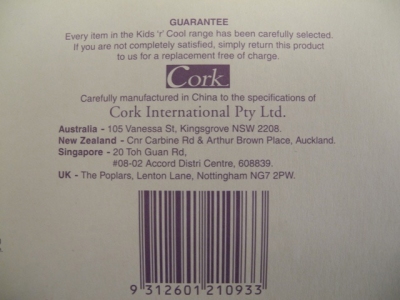 GUARANTEE
Every item in the Kids 'r' Cool range has been carefully selected.
If you are not completely satisfied, simply return this product
to us for a replacement free of charge.
Cork
Carefully manufactured in China to the specifications of
Cork International Pty Ltd.
Australia - 105 Vanessa St, Kingsgrove NSW 2208.
New Zealand - Cnr Carbine Rd & Arthur Brown Place, Auckland.
Singapore - 20 Toh Guan Rd,
#08-02 Accord Distri Centre, 608839.
UK - The Poplars, Lenton Lane, Nottingham NG7 2PW.
9 312601 210933